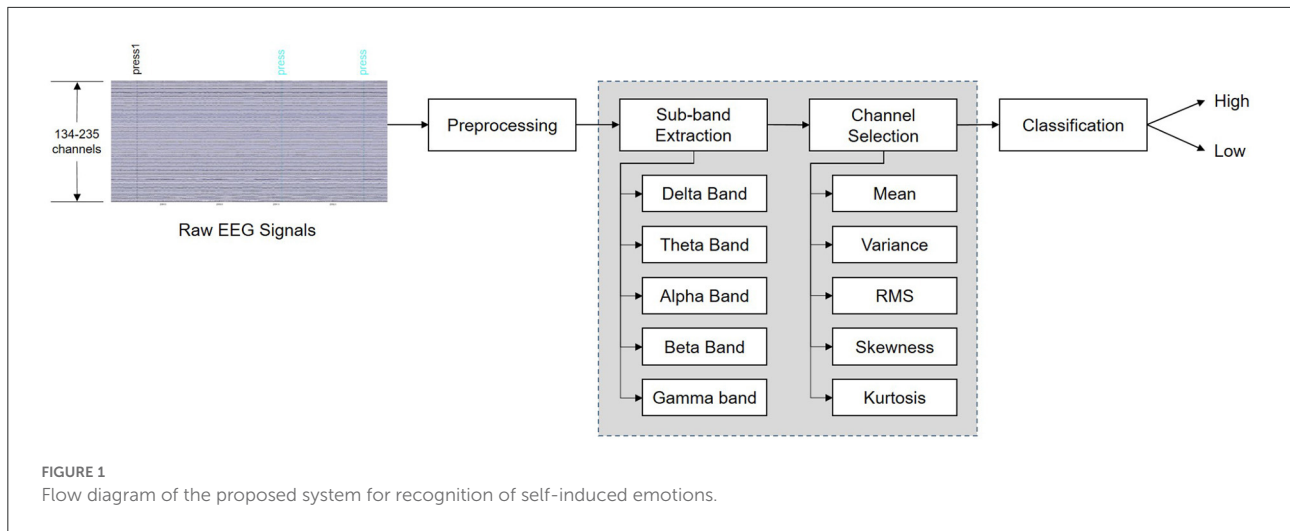 press1
press
press
134-235
channels
Raw EEG Signals
Preprocessing
Sub-band
Extraction
Delta Band
Theta Band
Alpha Band
Beta Band
Gamma band
Channel
Selection
Mean
Variance
RMS
Skewness
Kurtosis
Classification
High
Low
FIGURE 1
Flow diagram of the proposed system for recognition of self-induced emotions.